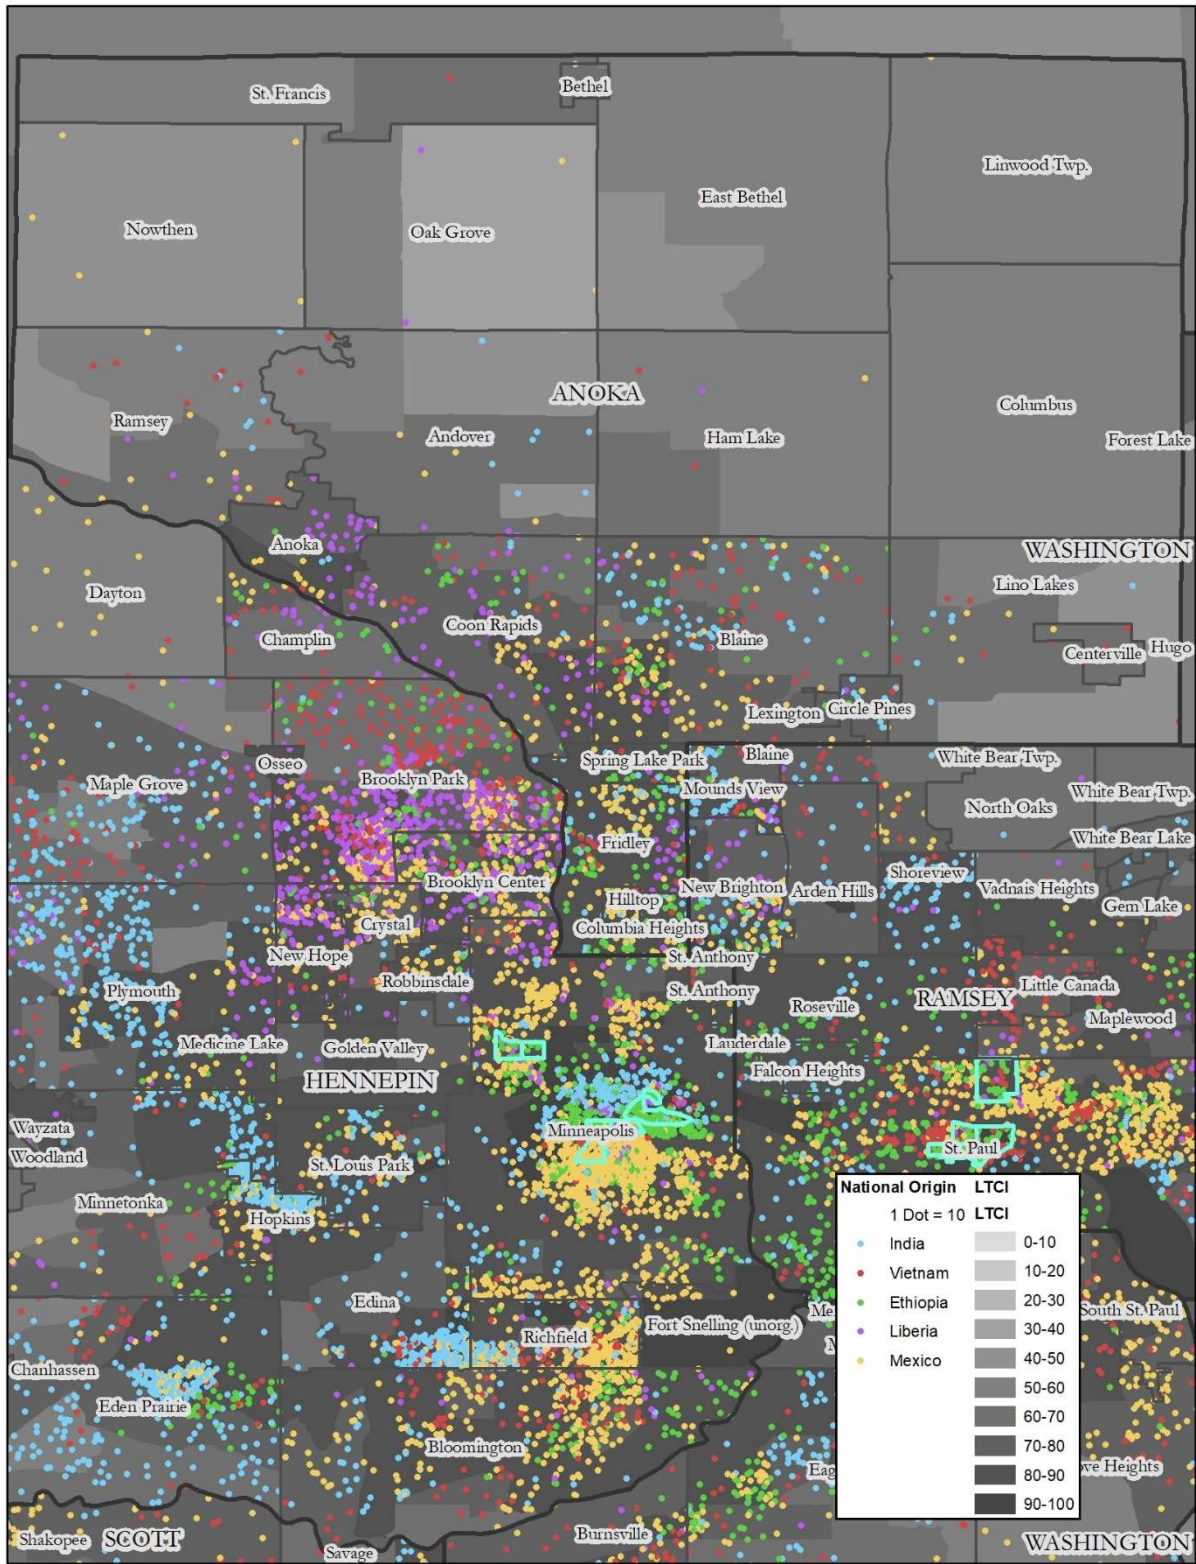 St. Francis
Bethel
Linwood Twp.
East Bethel
Nowthen
Oak Grove
ANOKA
Columbus
Ramsey
Andover
Ham Lake
Forest Lake
Anoka
WASHINGTON
Lino Lakes
Dayton
Champlin
Coon Rapids
Blaine
Centerville
Hugo
Lexington
Circle Pines
Osseo
Spring Lake Park
Blaine
White Bear Twp.
Maple Grove
Brooklyn Park
Mounds View
North Oaks
White Bear Twp.
Fridley
White Bear Lake
Brooklyn Center
New Brighton
Arden Hills
Shoreview
Vadnais Heights
Hilltop
Gem Lake
Crystal
Columbia Heights
New Hope
St. Anthony
Robbinsdale
Plymouth
St. Anthony
Roseville
RAMSEY
Little Canada
Maplewood
Medicine Lake
Golden Valley
Lauderdale
HENNEPIN
Falcon Heights
Wayzata
Minneapolis
Woodland
St. Louis Park
St. Paul
Minnetonka
Hopkins
National Origin
1 Dot = 10
India
Vietnam
Ethiopia
Liberia
Mexico
LTCI
LTCI
0-10
10-20
20-30
30-40
40-50
50-60
60-70
70-80
80-90
90-100
Edina
Me
South St. Paul
Richfield
Fort Snelling (unorg.)
M
Chanhassen
Eden Prairie
Bloomington
Eag
ove Heights
Shakopee
SCOTT
Savage
Burnsville
WASHINGTON